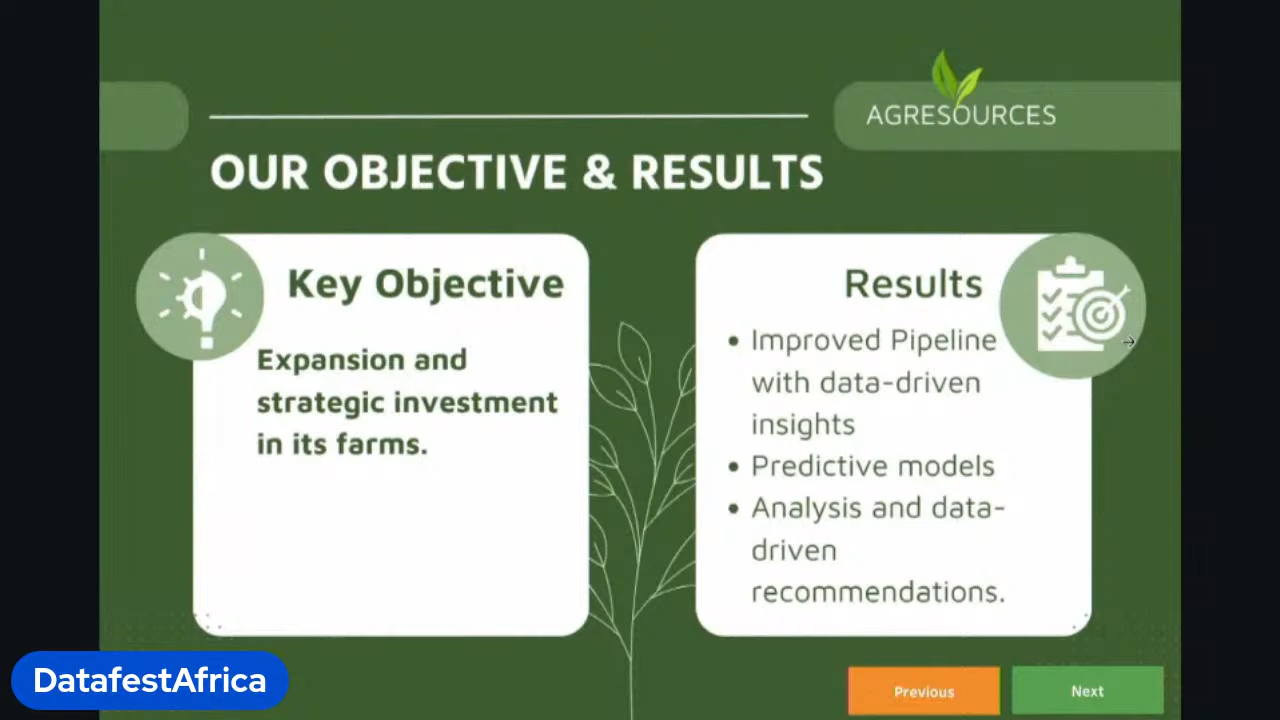 AGRESOURCES
OUR OBJECTIVE & RESULTS
Key Objective
Expansion and
strategic investment
in its farms.
Results
• Improved Pipeline
with data-driven
insights
• Predictive models
• Analysis and data-
driven
recommendations.
DatafestAfrica
Previous
Next